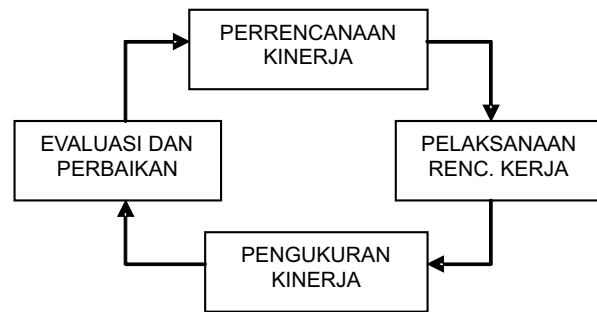 PERRENCANAAN
KINERJA
PELAKSANAAN
RENC. KERJA
PENGUKURAN
KINERJA
EVALUASI DAN
PERBAIKAN